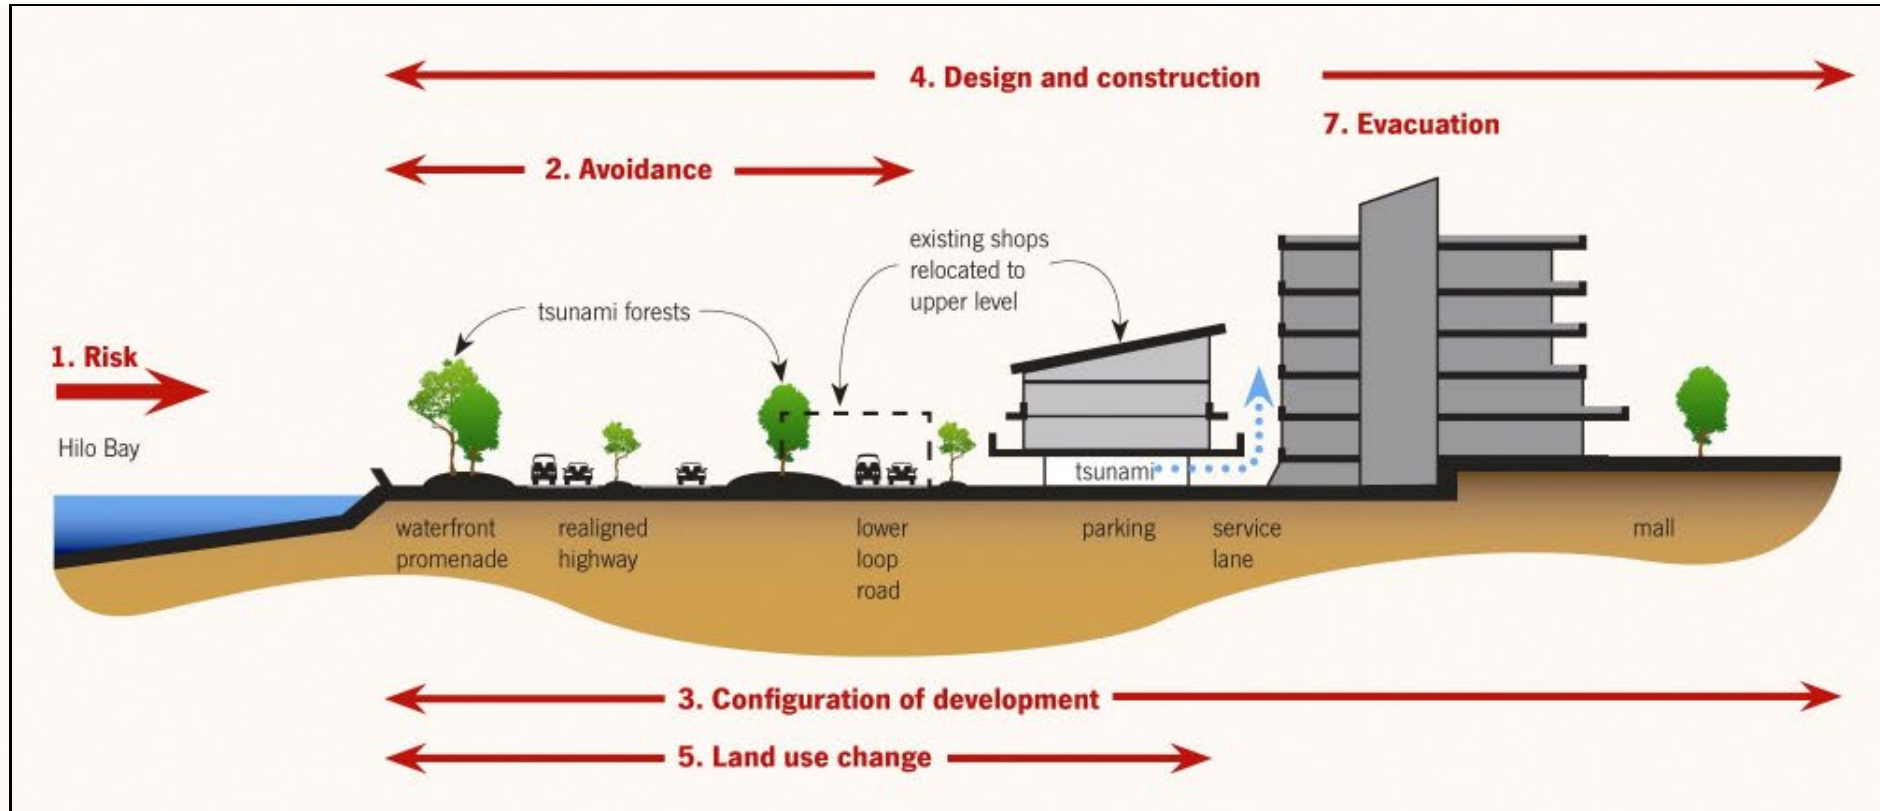 4. Design and construction
7. Evacuation
2. Avoidance
existing shops
relocated to
upper level
tsunami forests
1. Risk
Hilo Bay
tsunami
waterfront
promenade
realigned
highway
lower
loop
road
parking
service
lane
mall
3. Configuration of development
5. Land use change